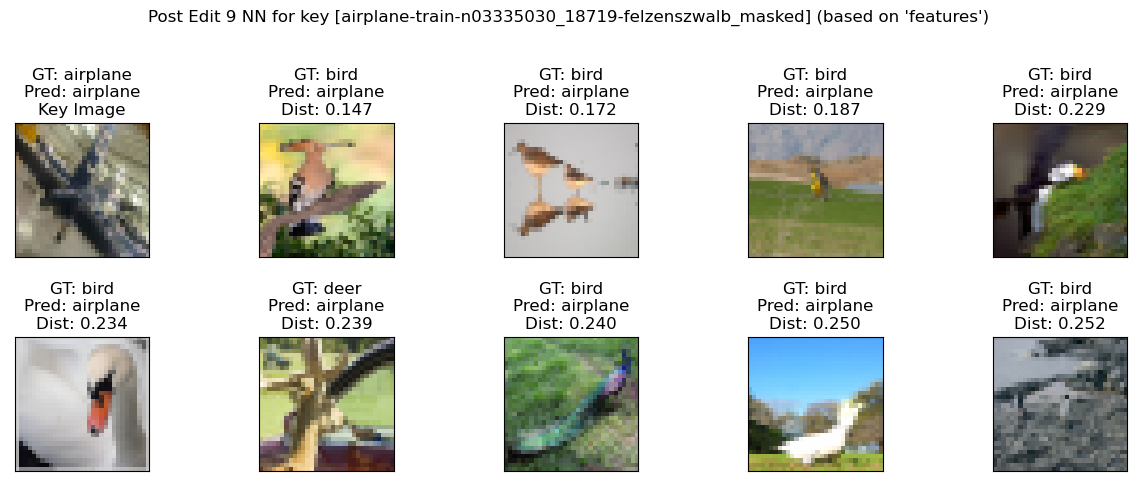 Post Edit 9 NN for key [airplane-train-n03335030_18719-felzenszwalb_masked] (based on 'features')
GT: airplane
Pred: airplane
Key Image
GT: bird
Pred: airplane
Dist: 0.147
GT: bird
Pred: airplane
Dist: 0.172
GT: bird
Pred: airplane
Dist: 0.187
GT: bird
Pred: airplane
Dist: 0.229
GT: bird
Pred: airplane
Dist: 0.234
GT: deer
Pred: airplane
Dist: 0.239
GT: bird
Pred: airplane
Dist: 0.240
GT: bird
Pred: airplane
Dist: 0.250
GT: bird
Pred: airplane
Dist: 0.252